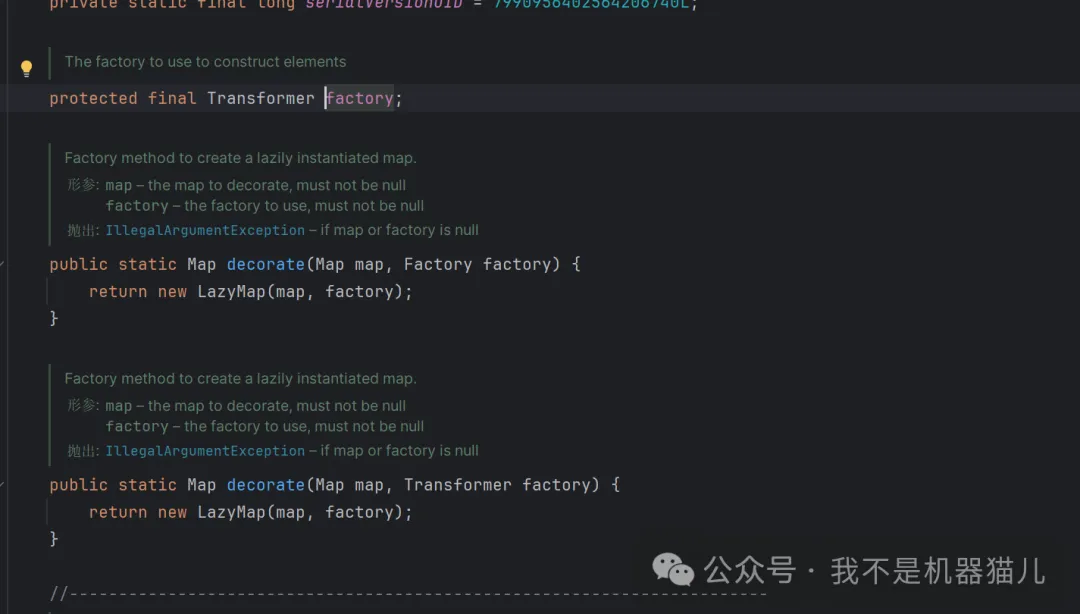 private static final long serialVersionUID = 7990956402564206740L;
The factory to use to construct elements
protected final Transformer factory;
Factory method to create a lazily instantiated map.
形参: map – the map to decorate, must not be null
factory – the factory to use, must not be null
抛出: IllegalArgumentException – if map or factory is null
public static Map decorate(Map map, Factory factory) {
return new LazyMap(map, factory);
}
Factory method to create a lazily instantiated map.
形参: map – the map to decorate, must not be null
factory – the factory to use, must not be null
抛出: IllegalArgumentException – if map or factory is null
public static Map decorate(Map map, Transformer factory) {
return new LazyMap(map, factory);
}
公众号 · 我不是机器猫儿
//-----------------------------------------------------------------------